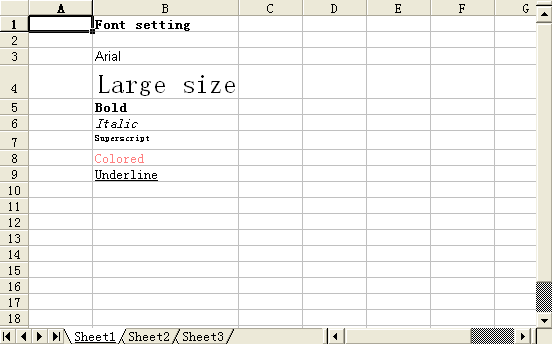 A B C D E F G
1 Font setting
2
3 Arial
4 Large size
5 Bold
6 Italic
7 Superscript
8 Colored
9 Underline
10
11
12
13
14
15
16
17
18
Sheet1 Sheet2 Sheet3